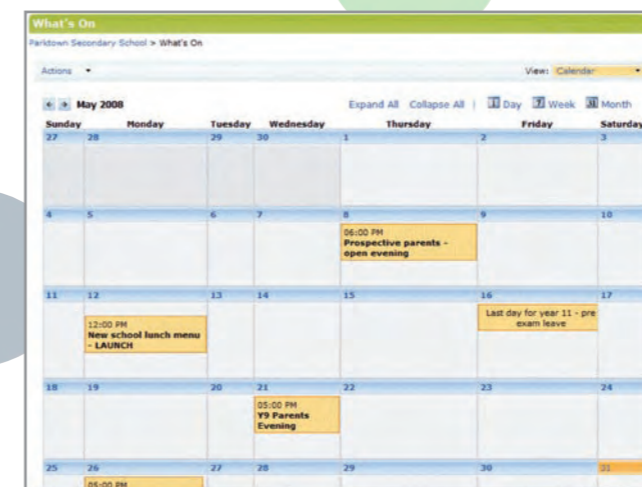 What's On
Parktown Secondary School > What's On
Actions View: Calendar
May 2008 Expand All Collapse All | 1 Day 7 Week 31 Month
Sunday Monday Tuesday Wednesday Thursday Friday Saturday
27 28 29 30 1 2 3
4 5 6 7 8 9 10
06:00 PM
Prospective parents -
open evening
11 12 13 14 15 16 17
12:00 PM
New school lunch menu
- LAUNCH
Last day for year 11 - pre
exam leave
18 19 20 21 22 23 24
05:00 PM
Y9 Parents
Evening
25 26 27 28 29 30 31
05:00 PM